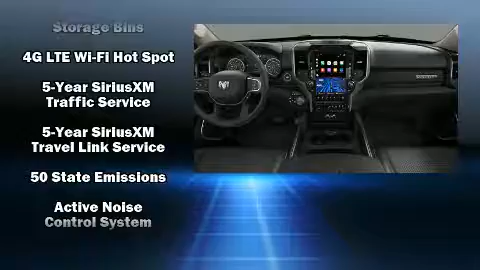 Storage Bins
4G LTE Wi-Fi Hot Spot
5-Year SiriusXM
Traffic Service
5-Year SiriusXM
Travel Link Service
50 State Emissions
Active Noise
Control System